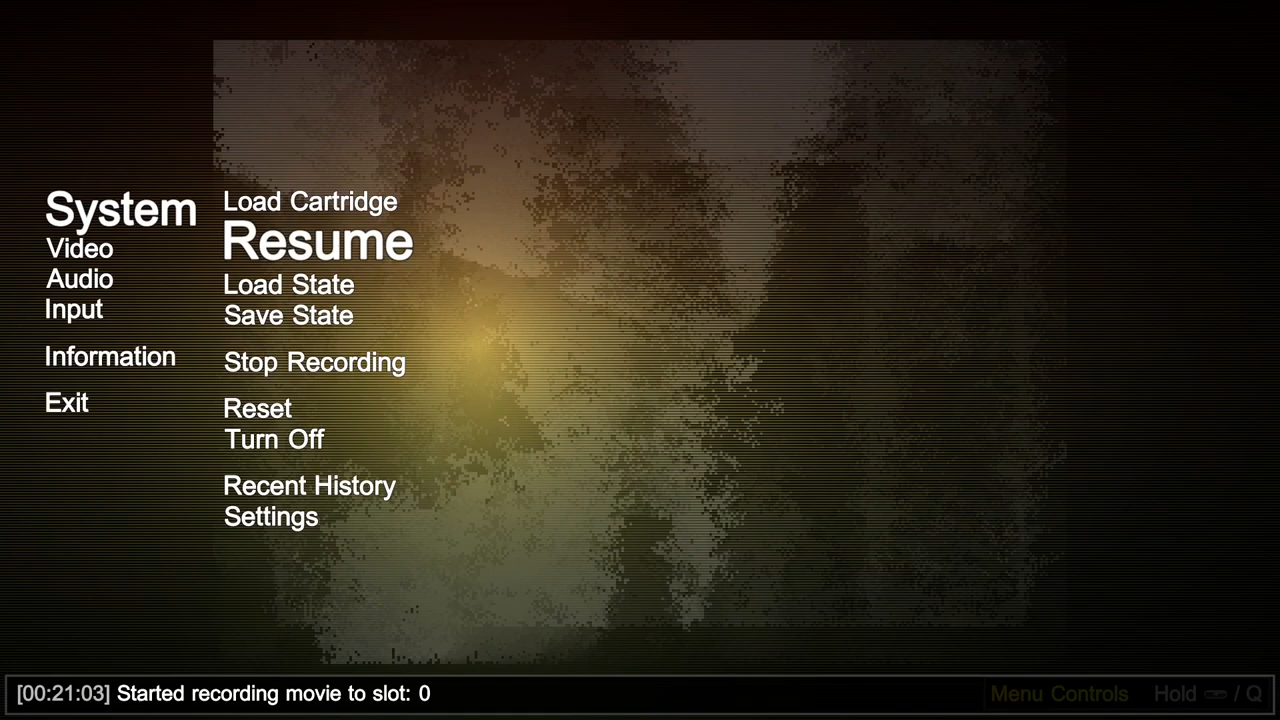 System
Video
Audio
Input
Information
Exit
Load Cartridge
Resume
Load State
Save State
Stop Recording
Reset
Turn Off
Recent History
Settings
[00:21:03] Started recording movie to slot: 0
Menu Controls Hold / Q